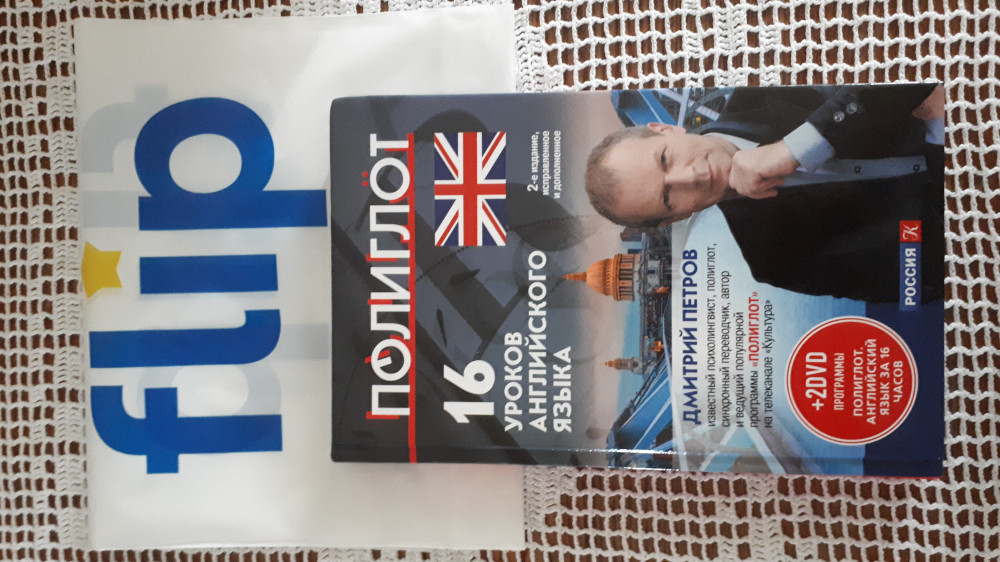 flip
ПОЛИГЛОТ
16
УРОКОВ
АНГЛИЙСКОГО
ЯЗЫКА
2-е издание,
исправленное
и дополненное
ДМИТРИЙ ПЕТРОВ
известный психолингвист, полиглот,
синхронный переводчик, автор
и ведущий популярной
программы «ПОЛИГЛОТ»
на телеканале «Культура»
+2DVD
ПРОГРАММЫ
ПОЛИГЛОТ.
АНГЛИЙСКИЙ
ЯЗЫК ЗА 16
ЧАСОВ
РОССИЯ К